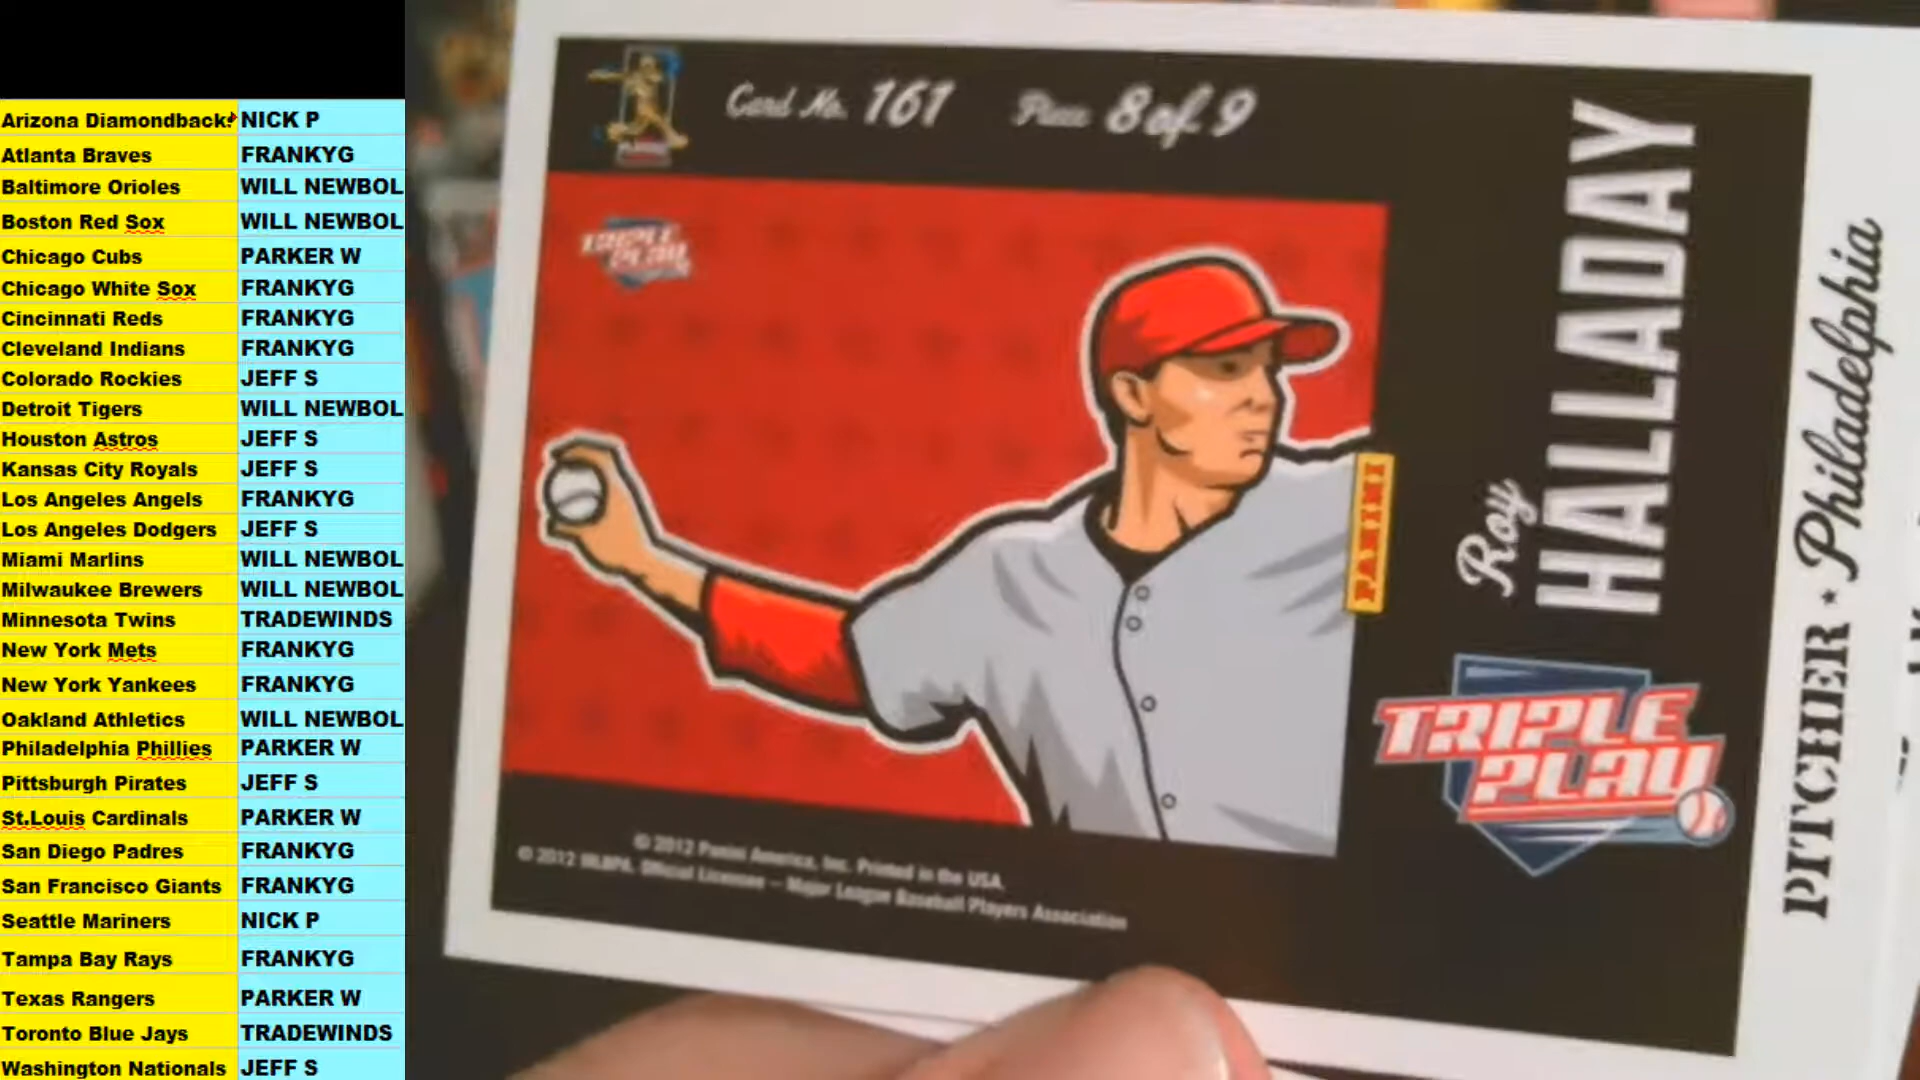 Arizona Diamondbacks NICK P
Atlanta Braves FRANKYG
Baltimore Orioles WILL NEWBOL
Boston Red Sox WILL NEWBOL
Chicago Cubs PARKER W
Chicago White Sox FRANKYG
Cincinnati Reds FRANKYG
Cleveland Indians FRANKYG
Colorado Rockies JEFF S
Detroit Tigers WILL NEWBOL
Houston Astros JEFF S
Kansas City Royals JEFF S
Los Angeles Angels FRANKYG
Los Angeles Dodgers JEFF S
Miami Marlins WILL NEWBOL
Milwaukee Brewers WILL NEWBOL
Minnesota Twins TRADEWINDS
New York Mets FRANKYG
New York Yankees FRANKYG
Oakland Athletics WILL NEWBOL
Philadelphia Phillies PARKER W
Pittsburgh Pirates JEFF S
St.Louis Cardinals PARKER W
San Diego Padres FRANKYG
San Francisco Giants FRANKYG
Seattle Mariners NICK P
Tampa Bay Rays FRANKYG
Texas Rangers PARKER W
Toronto Blue Jays TRADEWINDS
Washington Nationals JEFF S
Card No. 161 Piece 8 of 9
TRIPLE
PLAY
PANINI
Roy
HALLADAY
TRIPLE
PLAY
PITCHER ★ Philadelphia
© 2012 Panini America, Inc. Printed in the USA.
© 2012 MLBPA. Official Licensee – Major League Baseball Players Association